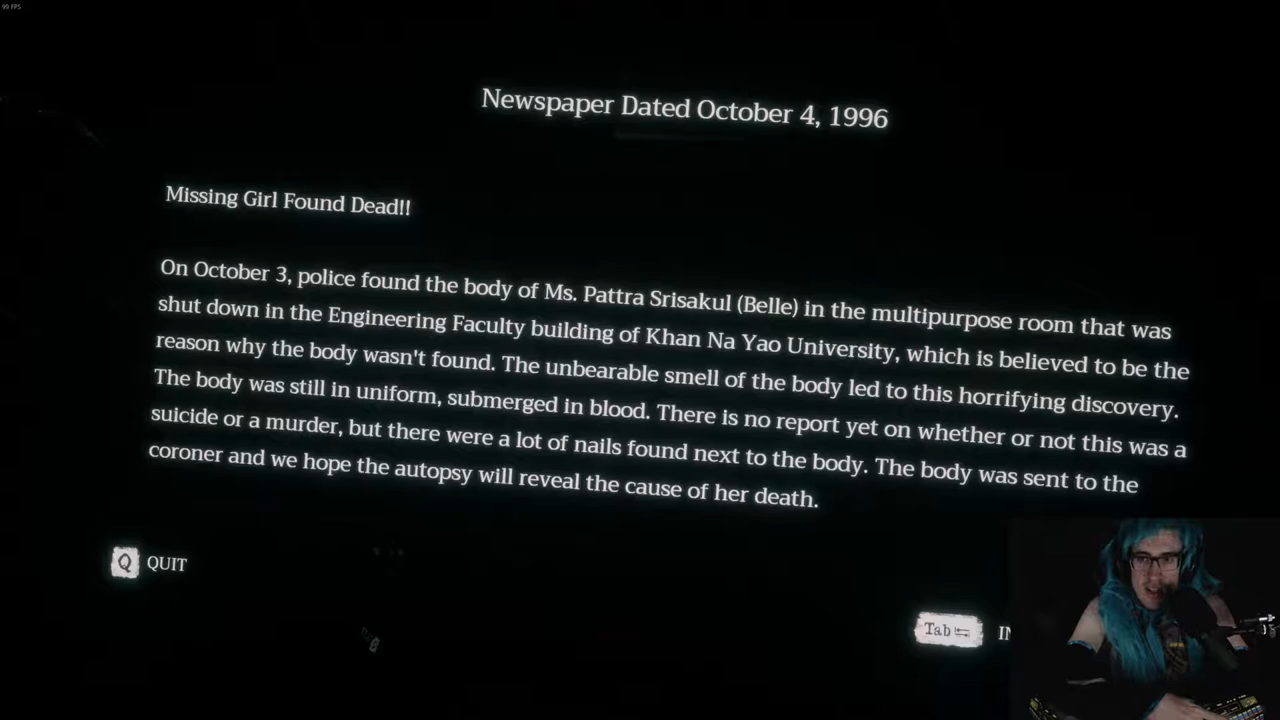 99 FPS
Newspaper Dated October 4, 1996
Missing Girl Found Dead!!
On October 3, police found the body of Ms. Pattra Srisakul (Belle) in the multipurpose room that was
shut down in the Engineering Faculty building of Khan Na Yao University, which is believed to be the
reason why the body wasn't found. The unbearable smell of the body led to this horrifying discovery.
The body was still in uniform, submerged in blood. There is no report yet on whether or not this was a
suicide or a murder, but there were a lot of nails found next to the body. The body was sent to the
coroner and we hope the autopsy will reveal the cause of her death.
Q QUIT
Tab IN